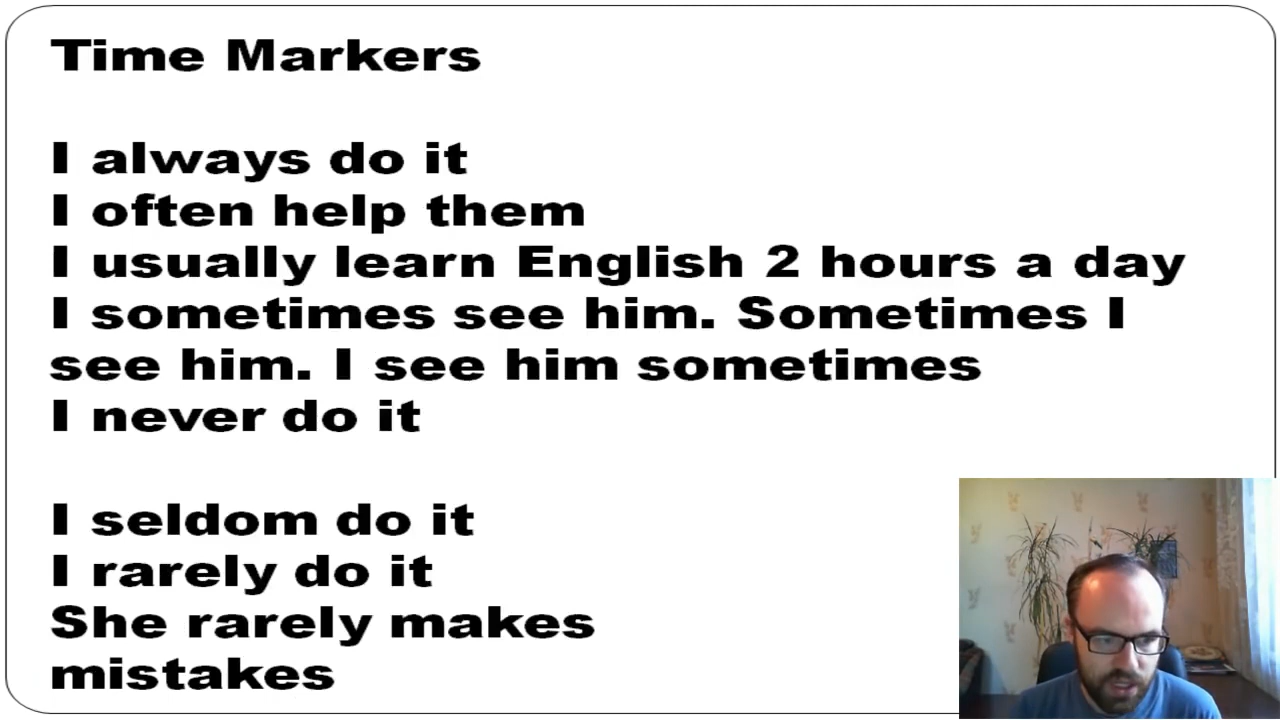 Time Markers
I always do it
I often help them
I usually learn English 2 hours a day
I sometimes see him. Sometimes I
see him. I see him sometimes
I never do it
I seldom do it
I rarely do it
She rarely makes
mistakes